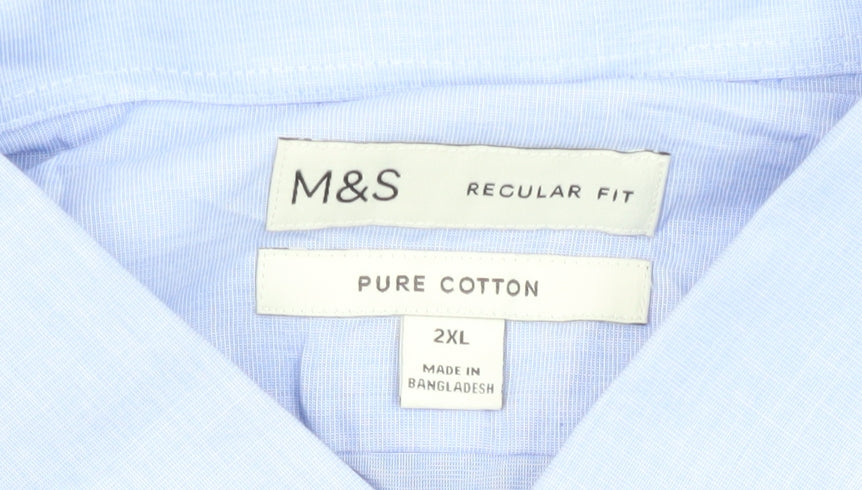 M&S REGULAR FIT
PURE COTTON
2XL
MADE IN
BANGLADESH